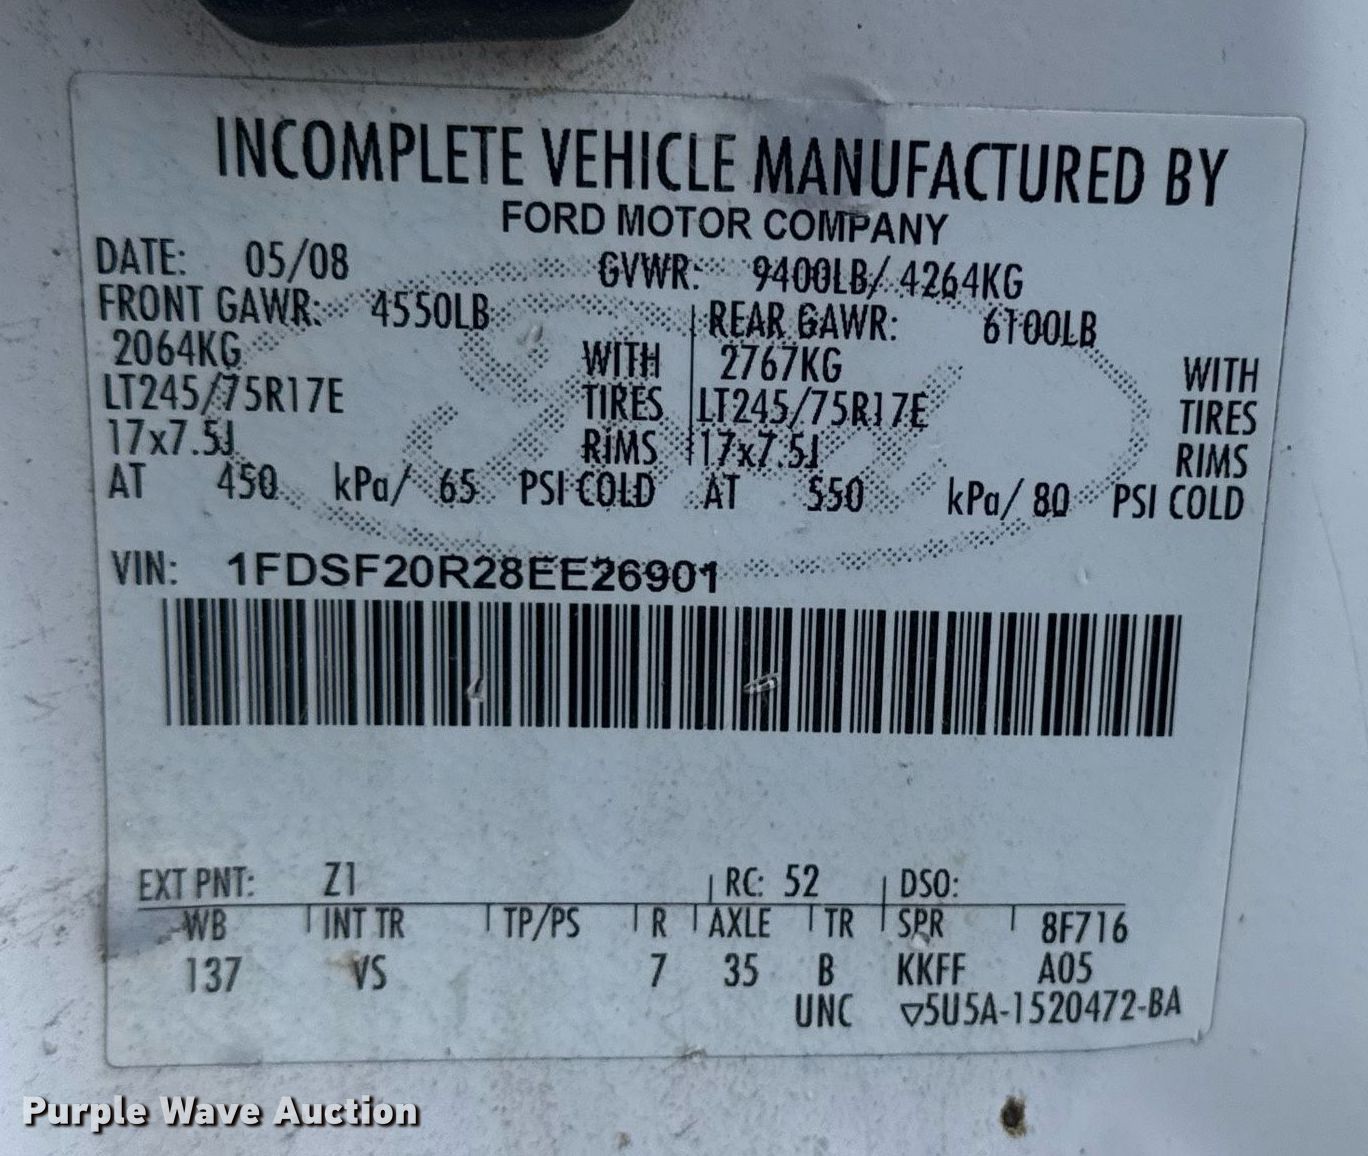 INCOMPLETE VEHICLE MANUFACTURED BY
FORD MOTOR COMPANY
DATE: 05/08 GVWR: 9400LB/ 4264KG
FRONT GAWR: 4550LB REAR GAWR: 6100LB
2064KG WITH 2767KG WITH
LT245/75R17E TIRES LT245/75R17E TIRES
17x7.5J RIMS 17x7.5J RIMS
AT 450 kPa/ 65 PSI COLD AT 550 kPa/ 80 PSI COLD
VIN: 1FDSF20R28EE26901
EXT PNT: Z1 RC: 52 DSO:
WB INT TR TP/PS R AXLE TR SPR 8F716
137 VS 7 35 B KKFF A05
UNC ▽5U5A-1520472-BA
Purple Wave Auction